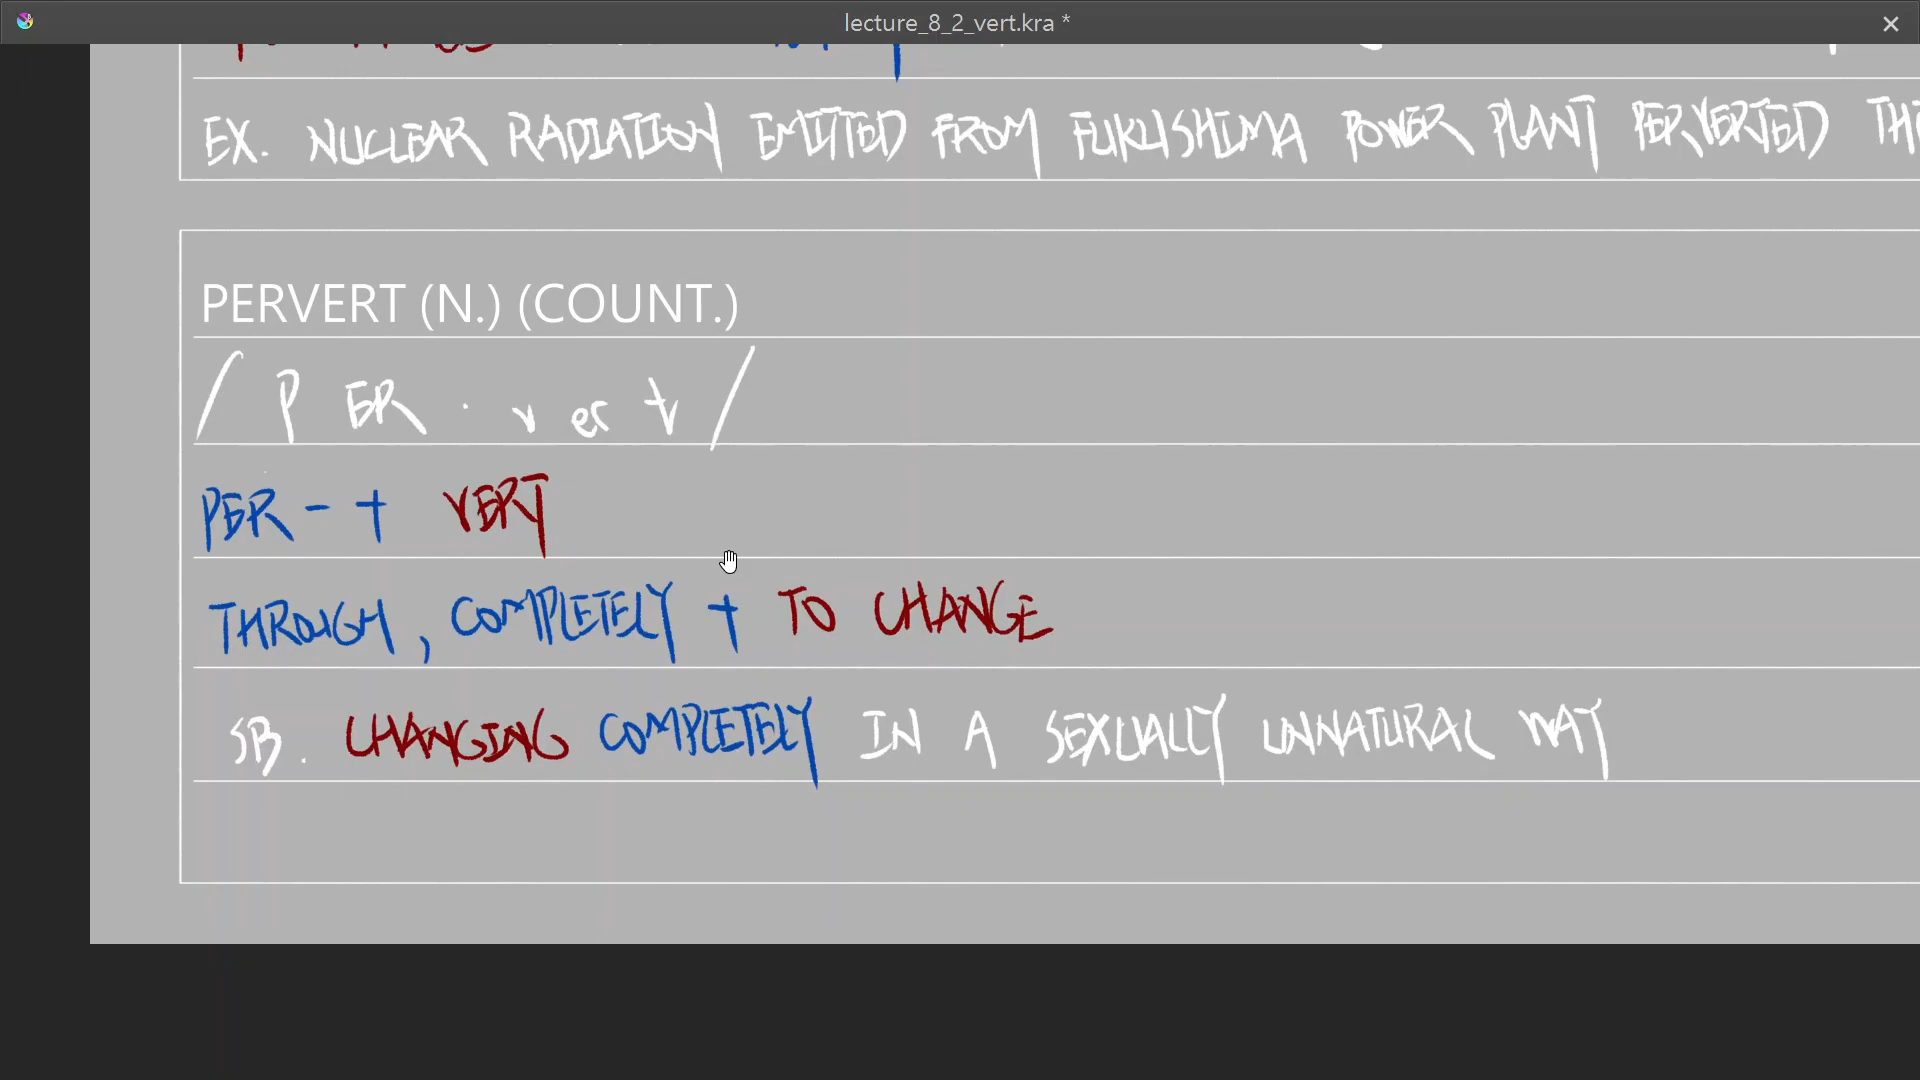 lecture_8_2_vert.kra *
EX. NUCLEAR RADIATION EMITTED FROM FUKUSHIMA POWER PLANT PERVERTED TH
PERVERT (N.) (COUNT.)
/ P ER · v er t /
PER - + VERT
THROUGH, COMPLETELY + TO CHANGE
SB. CHANGING COMPLETELY IN A SEXUALLY UNNATURAL WAY